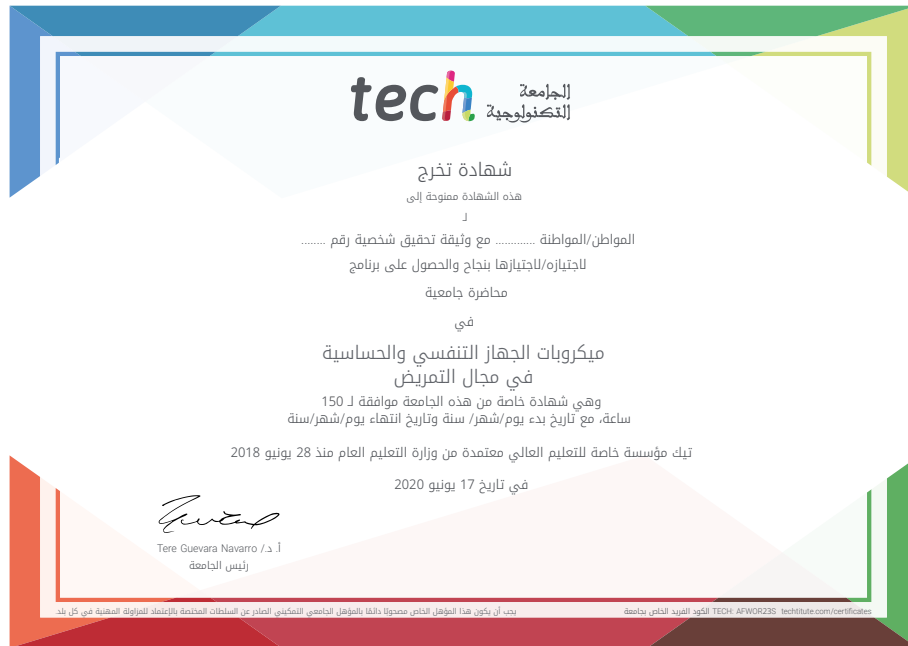 tech الجامعة
التكنولوجية
شهادة تخرج
هذه الشهادة ممنوحة إلى
لـ
المواطن/المواطنة ............ مع وثيقة تحقيق شخصية رقم ........
لاجتيازه/لاجتيازها بنجاح والحصول على برنامج
محاضرة جامعية
في
ميكروبات الجهاز التنفسي والحساسية
في مجال التمريض
وهي شهادة خاصة من هذه الجامعة موافقة لـ 150
ساعة، مع تاريخ بدء يوم/شهر/ سنة وتاريخ انتهاء يوم/شهر/سنة
تيك مؤسسة خاصة للتعليم العالي معتمدة من وزارة التعليم العام منذ 28 يونيو 2018
في تاريخ 17 يونيو 2020
أ. د./ Tere Guevara Navarro
رئيس الجامعة
الكود الفريد الخاص بجامعة TECH: AFWOR23S techtitute.com/certificates
يجب أن يكون هذا المؤهل الخاص مصحوبًا دائمًا بالمؤهل الجامعي التمكيني الصادر عن السلطات المختصة بالإعتماد للمزاولة المهنية في كل بلد